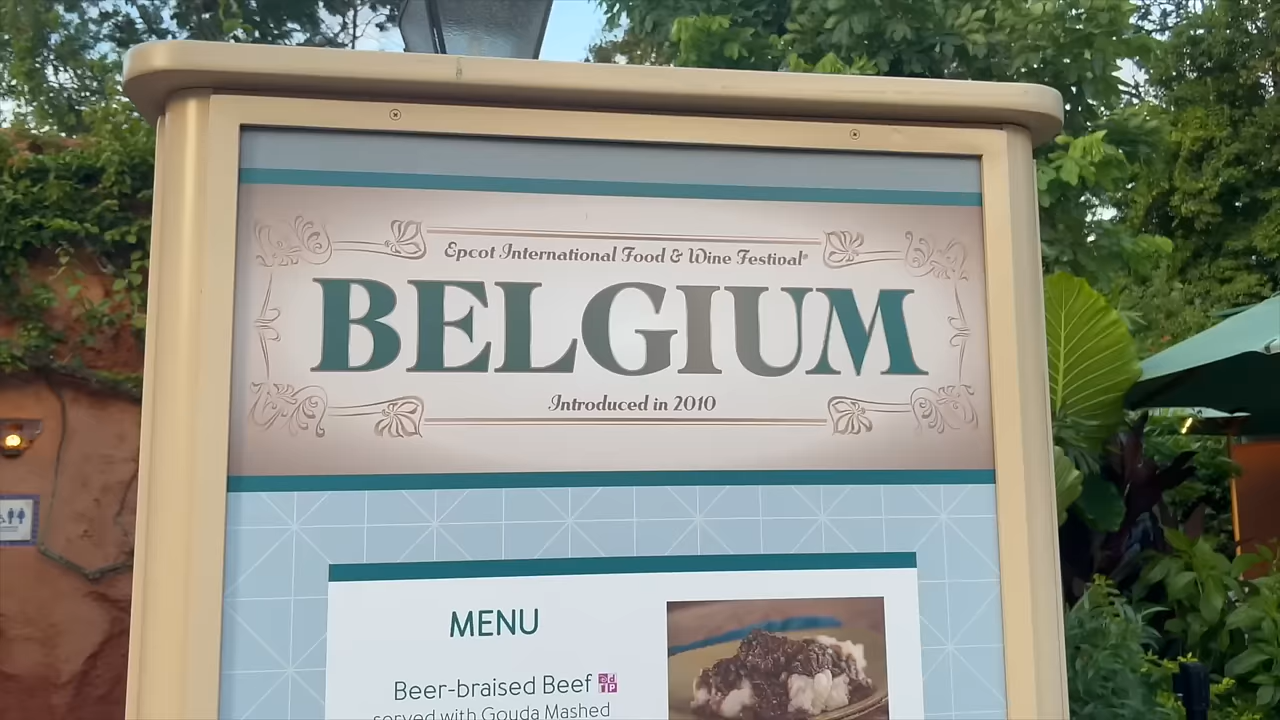 Epcot International Food & Wine Festival®
BELGIUM
Introduced in 2010
MENU
Beer-braised Beef
served with Gouda Mashed